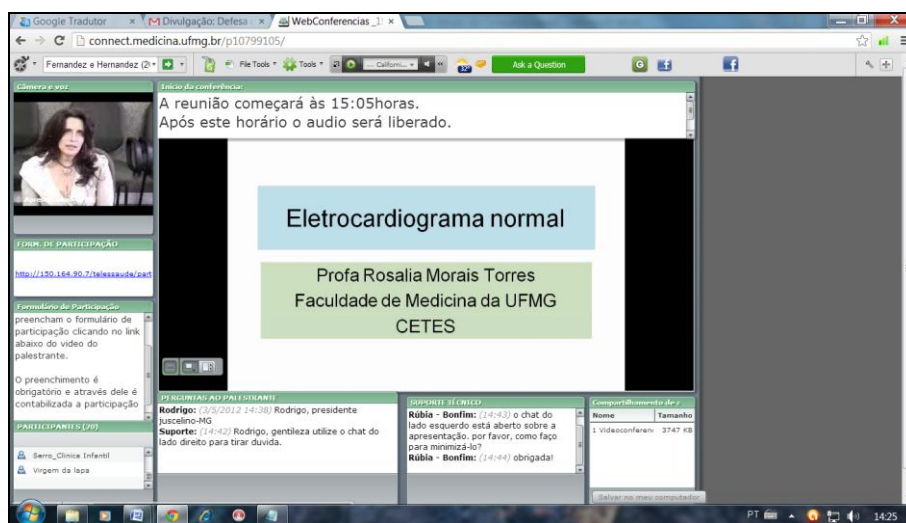 Google Tradutor
Divulgação: Defesa
WebConferencias _1
connect.medicina.ufmg.br/p10799105/
Fernandez e Hernandez (2
File Tools
Tools
Californi...
Ask a Question
Câmera e voz
Início da conferência:
A reunião começará às 15:05horas.
Após este horário o audio será liberado.
Eletrocardiograma normal
Profa Rosalia Morais Torres
Faculdade de Medicina da UFMG
CETES
FORM. DE PARTICIPAÇÃO
http://150.164.90.7/telessaude/part
Formulário de Participação
preencham o formulário de
participação clicando no link
abaixo do video do
palestrante.
O preenchimento é
obrigatório e através dele é
contabilizada a participação
PARTICIPANTES (20)
Serro_Clinica Infantil
Virgem da lapa
PERGUNTAS AO PALESTRANTE
Rodrigo: (3/5/2012 14:38) Rodrigo, presidente
juscelino-MG
Suporte: (14:42) Rodrigo, gentileza utilize o chat do
lado direito para tirar duvida.
SUPORTE TÉCNICO
Rúbia - Bonfim: (14:43) o chat do
lado esquerdo está aberto sobre a
apresentação. por favor, como faço
para minimizá-lo?
Rúbia - Bonfim: (14:44) obrigada!
Compartilhamento de
Nome Tamanho
1 Videoconferen 3747 KB
Salvar no meu computador
PT
14:25